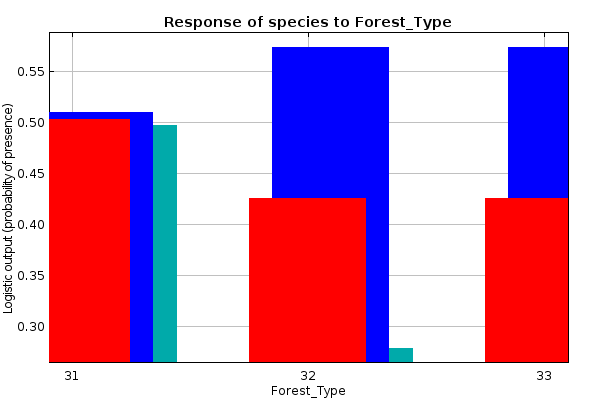 Response of species to Forest_Type
Logistic output (probability of presence)
0.55
0.50
0.45
0.40
0.35
0.30
31 32 33
Forest_Type